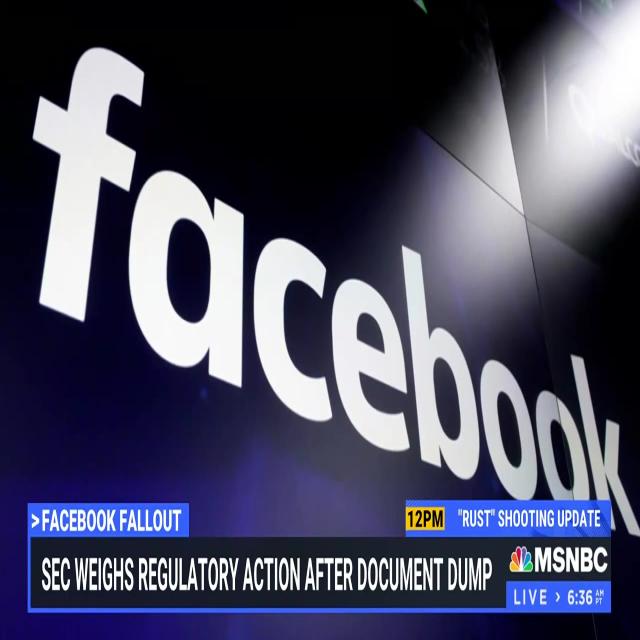 facebook
>FACEBOOK FALLOUT
12PM "RUST" SHOOTING UPDATE
SEC WEIGHS REGULATORY ACTION AFTER DOCUMENT DUMP
MSNBC
LIVE > 6:36 AM PT